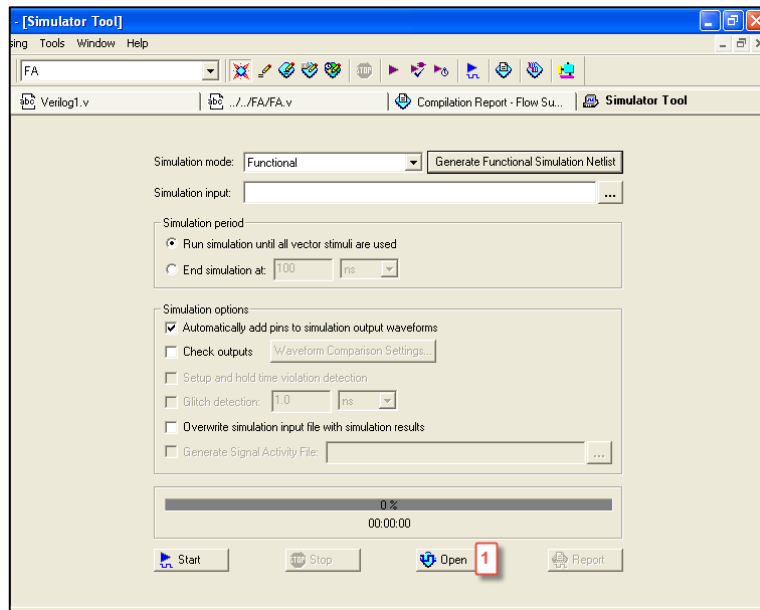 - [Simulator Tool]
sing Tools Window Help
FA
STOP
abc Verilog1.v abc ../../FA/FA.v Compilation Report - Flow Su... Simulator Tool
Simulation mode: Functional Generate Functional Simulation Netlist
Simulation input: ...
Simulation period
Run simulation until all vector stimuli are used
End simulation at: 100 ns
Simulation options
Automatically add pins to simulation output waveforms
Check outputs Waveform Comparison Settings...
Setup and hold time violation detection
Glitch detection: 1.0 ns
Overwrite simulation input file with simulation results
Generate Signal Activity File: ...
0 %
00:00:00
Start STOP Stop Open 1 Report